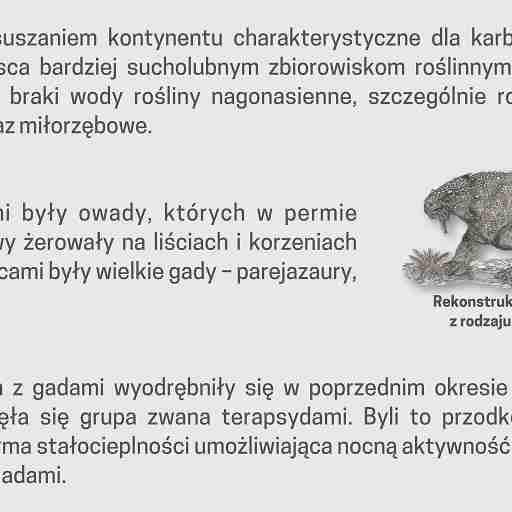 suszaniem kontynentu charakterystyczne dla karb
sca bardziej sucholubnym zbiorowiskom roślinnym
braki wody rośliny nagonasienne, szczególnie ro
az miłorzębowe.
ni były owady, których w permie
wy żerowały na liściach i korzeniach
cami były wielkie gady – parejazaury,
Rekonstruk
z rodzaju
z gadami wyodrębniły się w poprzednim okresie
ęła się grupa zwana terapsydami. Byli to przodko
rma stałocieplności umożliwiająca nocną aktywność
adami.